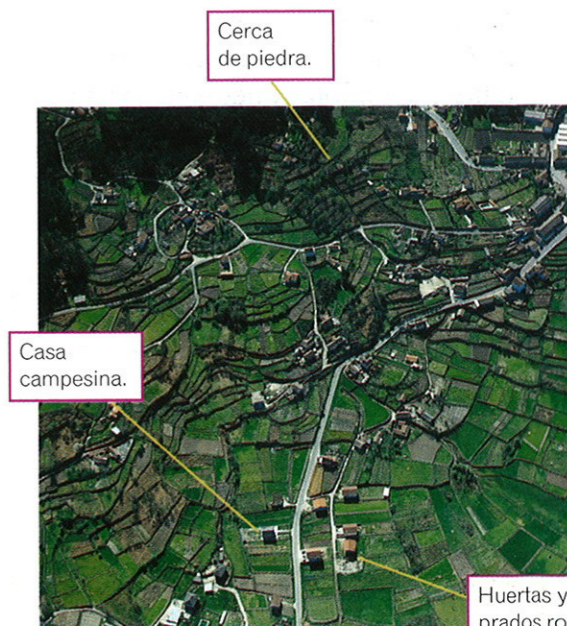 Cerca
de piedra.
Casa
campesina.
Huertas y
prados